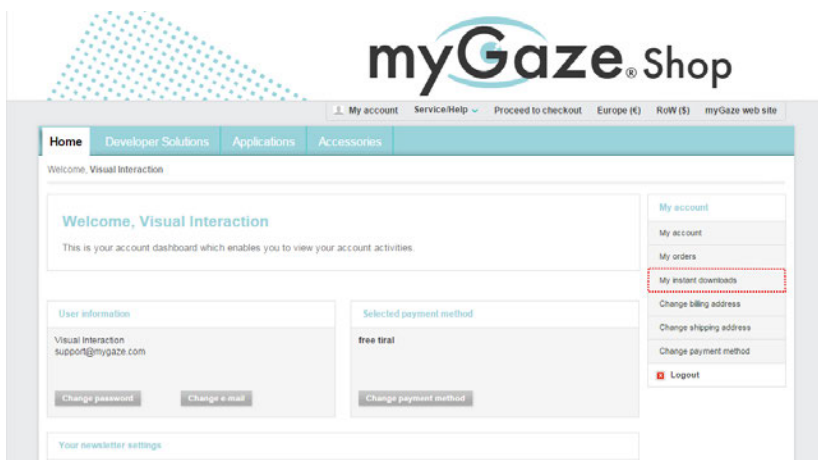 myGaze® Shop
My account Service/Help Proceed to checkout Europe (€) RoW ($) myGaze web site
Home Developer Solutions Applications Accessories
Welcome, Visual Interaction
Welcome, Visual Interaction
This is your account dashboard which enables you to view your account activities.
User information
Visual Interaction
support@mygaze.com
Change password Change e-mail
Selected payment method
free tiral
Change payment method
Your newsletter settings
My account
My account
My orders
My instant downloads
Change billing address
Change shipping address
Change payment method
x Logout